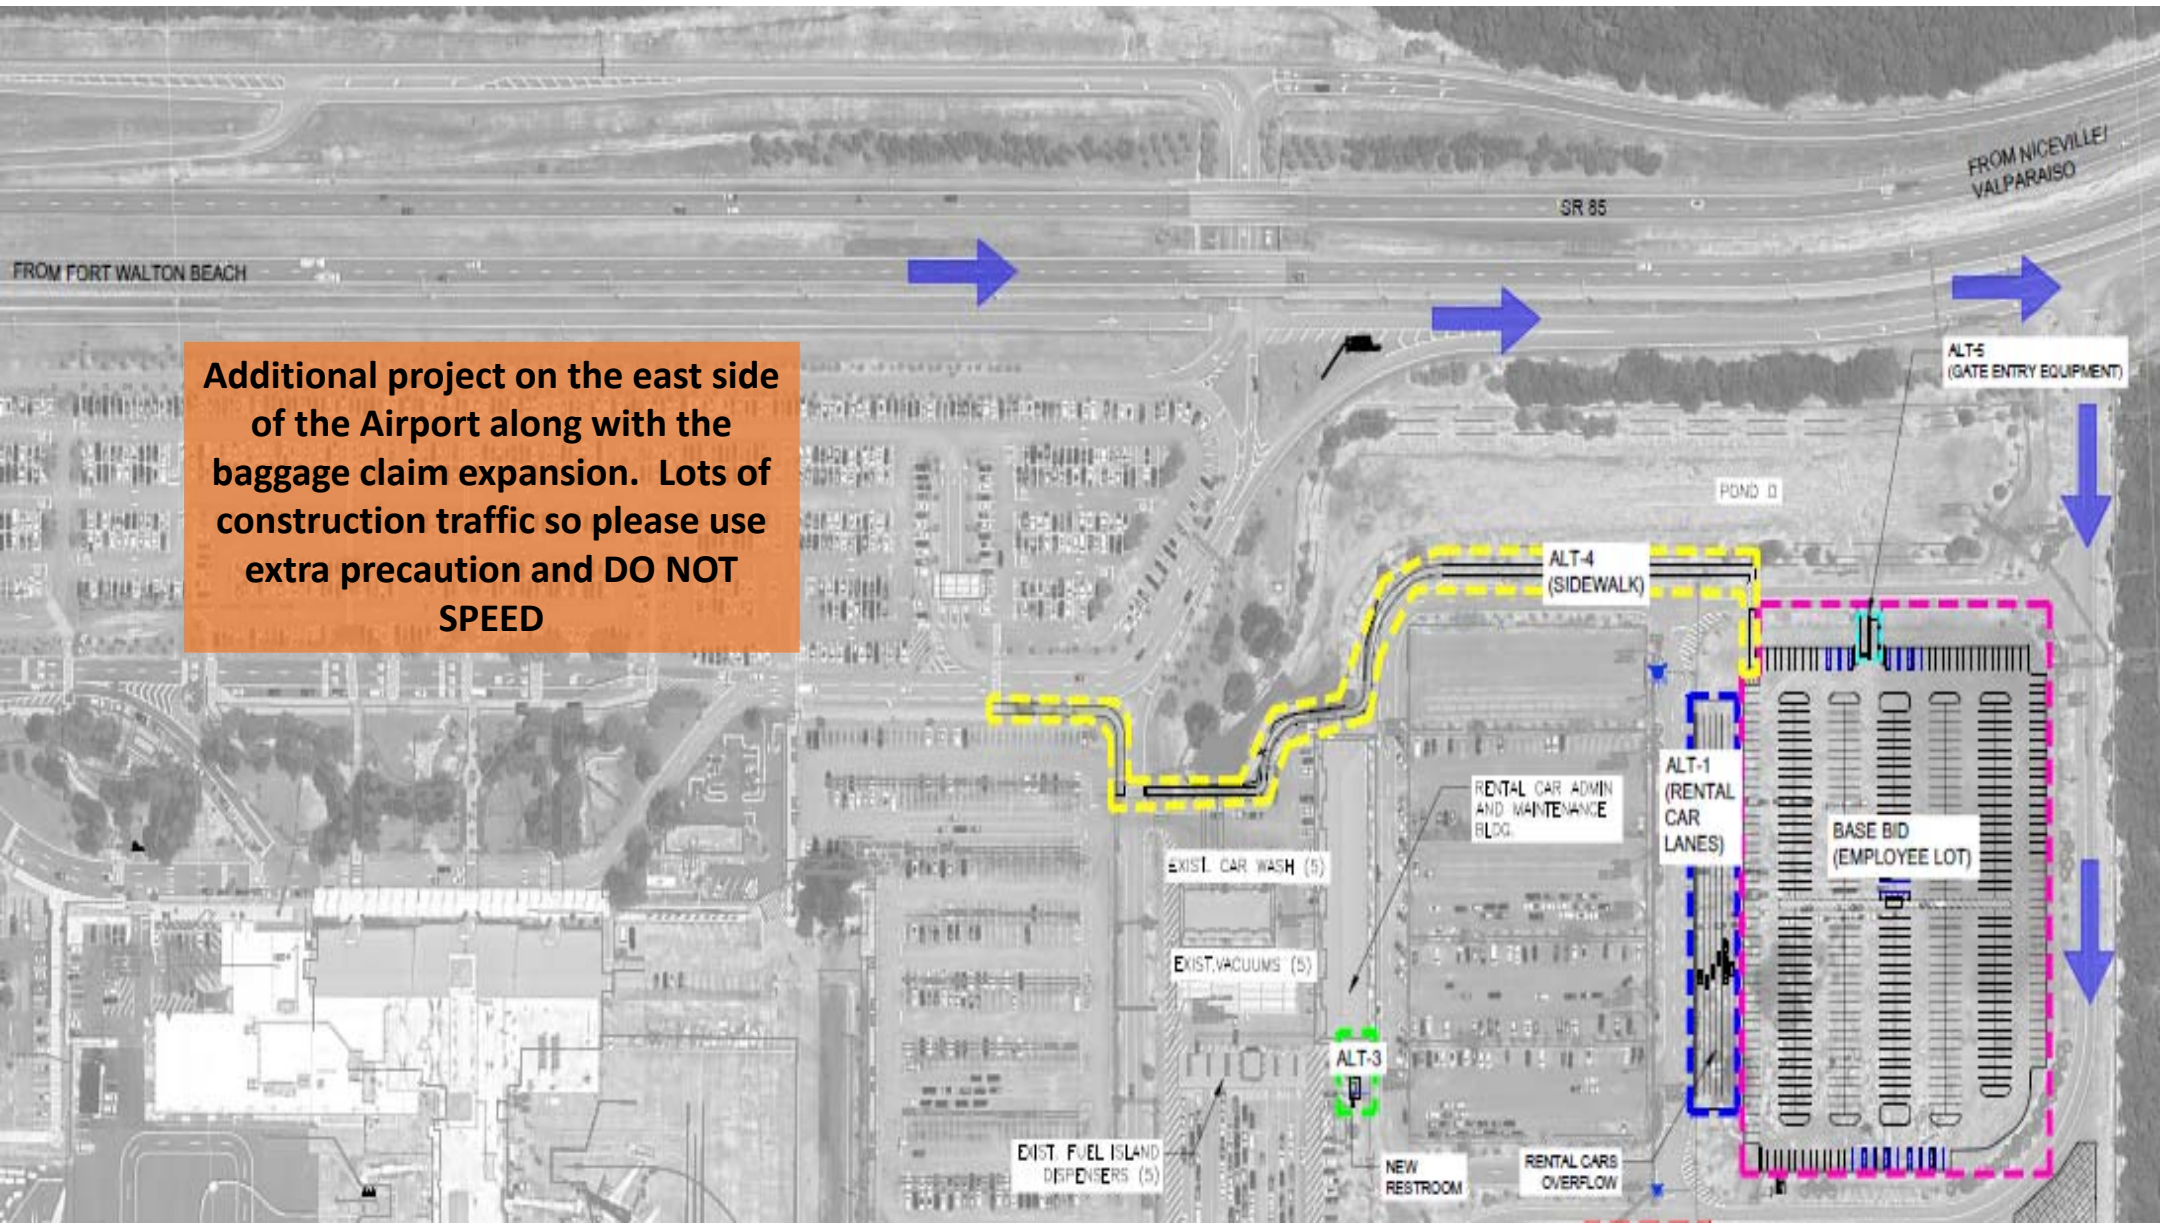 FROM NICEVILLE/
VALPARAISO
SR 85
FROM FORT WALTON BEACH
Additional project on the east side
of the Airport along with the
baggage claim expansion. Lots of
construction traffic so please use
extra precaution and DO NOT
SPEED
ALT-5
(GATE ENTRY EQUIPMENT)
POND D
ALT-4
(SIDEWALK)
ALT-1
(RENTAL
CAR
LANES)
RENTAL CAR ADMIN
AND MAINTENANCE
BLDG.
BASE BID
(EMPLOYEE LOT)
EXIST. CAR WASH (5)
EXIST.VACUUMS (5)
ALT-3
EXIST. FUEL ISLAND
DISPENSERS (5)
NEW
RESTROOM
RENTAL CARS
OVERFLOW